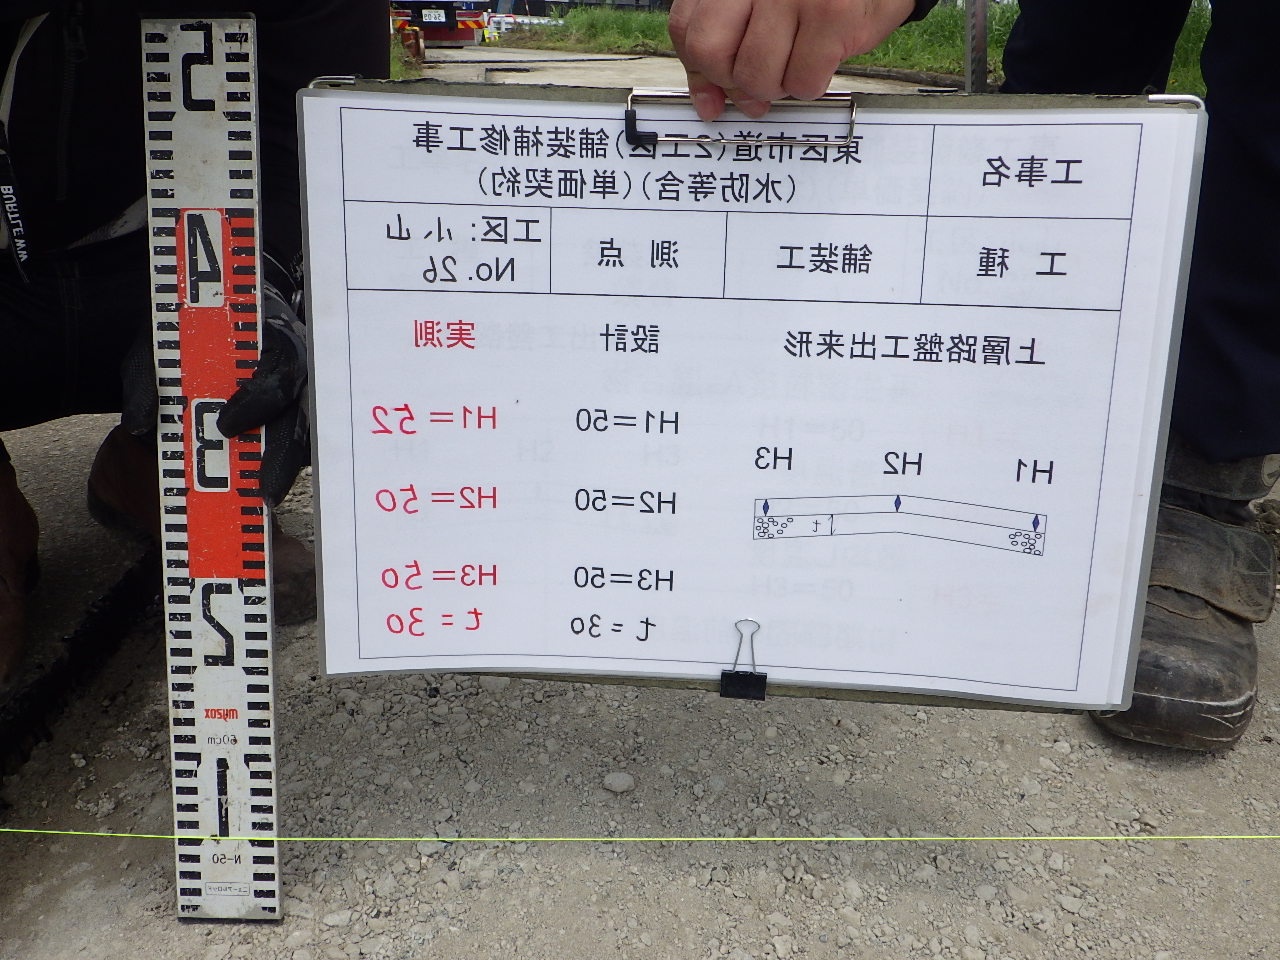 工事名
東区市道(2工区)舗装補修工事
(水防等含)(単価契約)
工　種
舗装工
測　点
工区: 小山
No. 26
上層路盤工出来形
設計
実測
H1
H2
H3
t
H1=50
H1=52
H2=50
H2=50
H3=50
H3=50
t=30
t=30
5
4
3
2
MYZOX
60cm
1
N-50
BURTLE WW